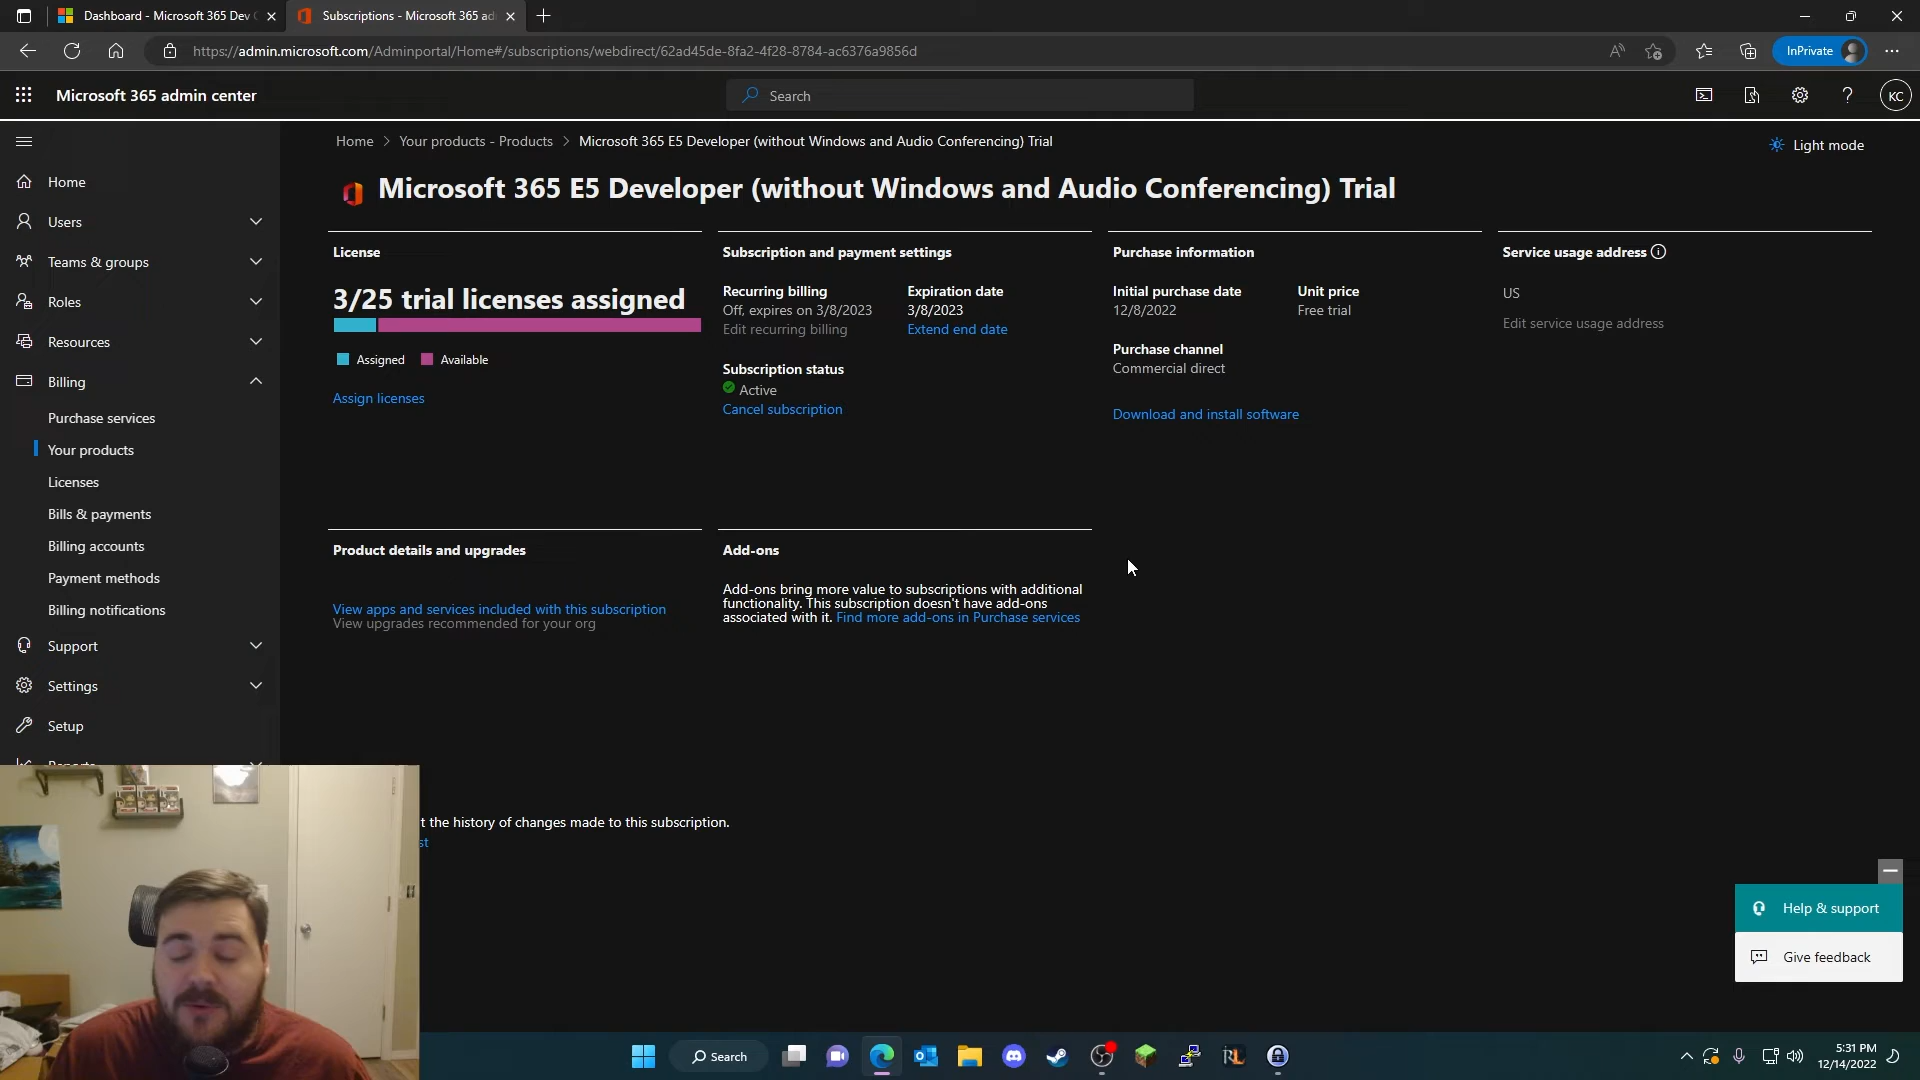 Dashboard - Microsoft 365 Dev C
Subscriptions - Microsoft 365 ad
https://admin.microsoft.com/Adminportal/Home#/subscriptions/webdirect/62ad45de-8fa2-4f28-8784-ac6376a9856d
InPrivate
Microsoft 365 admin center
Search
KC
Home > Your products - Products > Microsoft 365 E5 Developer (without Windows and Audio Conferencing) Trial
Light mode
Microsoft 365 E5 Developer (without Windows and Audio Conferencing) Trial
Home
Users
Teams & groups
Roles
Resources
Billing
Purchase services
Your products
Licenses
Bills & payments
Billing accounts
Payment methods
Billing notifications
Support
Settings
Setup
License
3/25 trial licenses assigned
Assigned
Available
Assign licenses
Subscription and payment settings
Recurring billing
Off, expires on 3/8/2023
Edit recurring billing
Expiration date
3/8/2023
Extend end date
Subscription status
Active
Cancel subscription
Purchase information
Initial purchase date
12/8/2022
Unit price
Free trial
Purchase channel
Commercial direct
Download and install software
Service usage address
US
Edit service usage address
Product details and upgrades
View apps and services included with this subscription
View upgrades recommended for your org
Add-ons
Add-ons bring more value to subscriptions with additional
functionality. This subscription doesn't have add-ons
associated with it. Find more add-ons in Purchase services
t the history of changes made to this subscription.
st
Help & support
Give feedback
Search
5:31 PM
12/14/2022